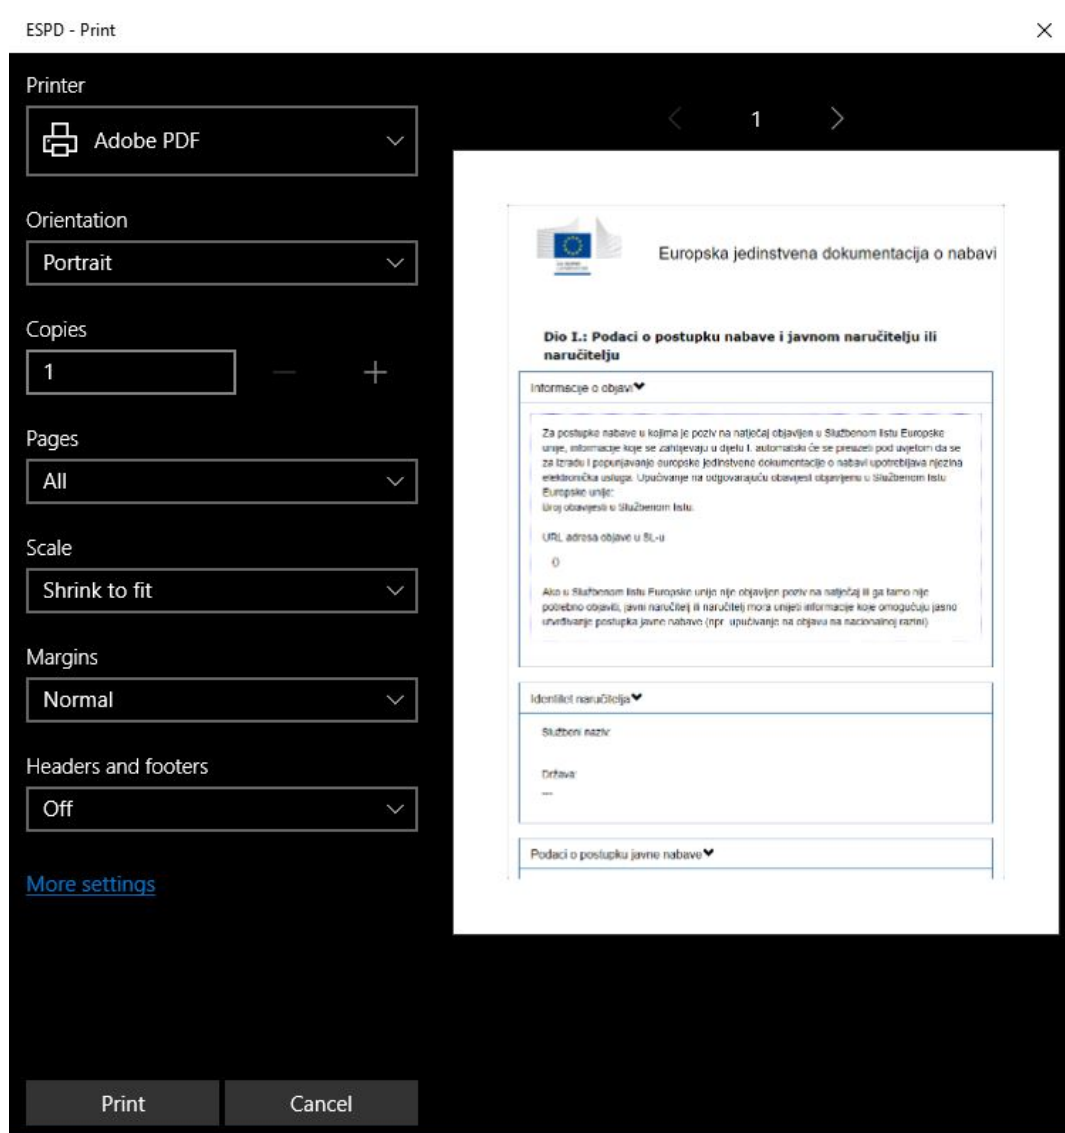 ESPD - Print
Printer
Adobe PDF
Orientation
Portrait
Copies
1
Pages
All
Scale
Shrink to fit
Margins
Normal
Headers and footers
Off
More settings
Print
Cancel
1
Europska jedinstvena dokumentacija o nabavi
Dio I.: Podaci o postupku nabave i javnom naručitelju ili
naručitelju
Informacije o objavi
Za postupke nabave u kojima je poziv na natječaj objavljen u Službenom listu Europske
unije, informacije koje se zahtijevaju u dijelu I. automatski će se preuzeti pod uvjetom da se
za izradu i popunjavanje europske jedinstvene dokumentacije o nabavi upotrebljava njezina
elektronička usluga. Upućivanje na odgovarajuću obavijest objavljenu u Službenom listu
Europske unije:
Broj obavijesti u Službenom listu:
URL adresa objave u SL-u
()
Ako u Službenom listu Europske unije nije objavljen poziv na natječaj ili ga tamo nije
potrebno objaviti, javni naručitelj ili naručitelj mora unijeti informacije koje omogućuju jasno
utvrđivanje postupka javne nabave (npr. upućivanje na objavu na nacionalnoj razini)
Identitet naručitelja
Službeni naziv:
Država:
---
Podaci o postupku javne nabave